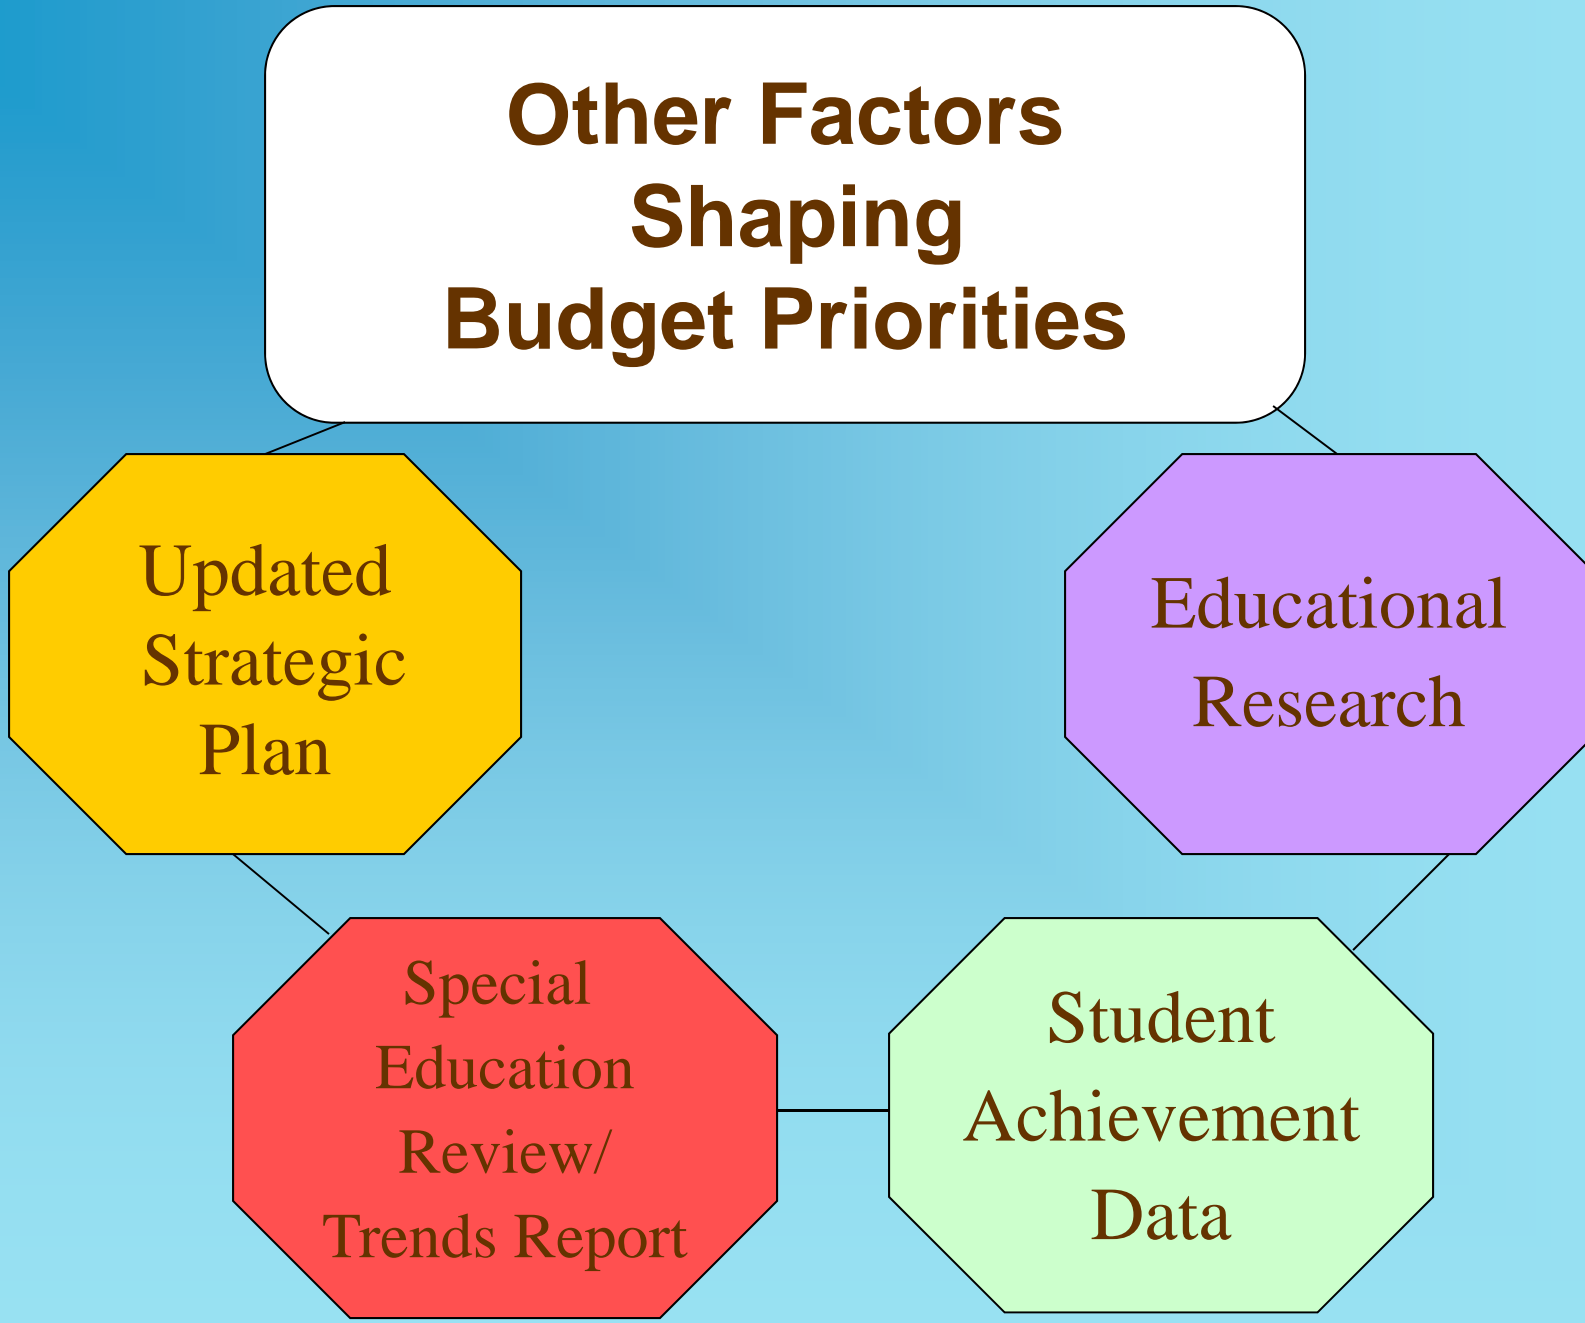 Other Factors
Shaping
Budget Priorities
Updated
Strategic
Plan
Educational
Research
Special
Education
Review/
Trends Report
Student
Achievement
Data